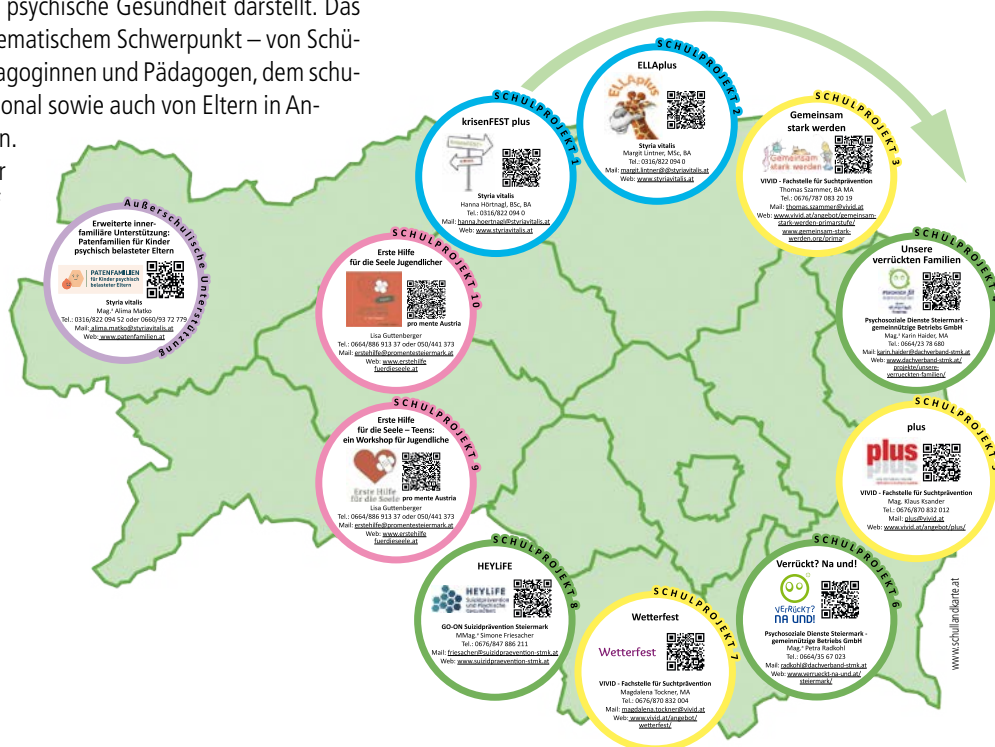 psychische Gesundheit darstellt. Das
ematischem Schwerpunkt – von Schü-
agoginnen und Pädagogen, dem schu-
onal sowie auch von Eltern in An-
n.
r
SCHULPROJEKT 1
krisenFEST plus
Styria vitalis
Hanna Hörtnagl, BSc, BA
Tel.: 0316/822 094 0
Mail: hanna.hoertnagl@styriavitalis.at
Web: www.styriavitalis.at
SCHULPROJEKT 2
ELLAplus
ELLAplus
Styria vitalis
Margit Lintner, MSc, BA
Tel.: 0316/822 094 0
Mail: margit.lintner@@styriavitalis.at
Web: www.styriavitalis.at
SCHULPROJEKT 3
Gemeinsam
stark werden
Gemeinsam
stark werden
VIVID - Fachstelle für Suchtprävention
Thomas Szammer, BA MA
Tel.: 0676/787 083 20 19
Mail: thomas.szammer@vivid.at
Web: www.vivid.at/angebot/gemeinsam-
stark-werden-primarstufe/
www.gemeinsam-stark-
werden.org/primar
SCHULPROJEKT 4
Unsere
verrückten Familien
Psychosoziale Dienste Steiermark -
gemeinnützige Betriebs GmbH
Mag.ª Karin Haider, MA
Tel.: 0664/23 78 680
Mail: karin.haider@dachverband-stmk.at
Web: www.dachverband-stmk.at/
projekte/unsere-
verrueckten-familien/
SCHULPROJEKT 5
plus
plus
plus
VIVID - Fachstelle für Suchtprävention
Mag. Klaus Ksander
Tel.: 0676/870 832 012
Mail: plus@vivid.at
Web: www.vivid.at/angebot/plus/
SCHULPROJEKT 6
Verrückt? Na und!
VERRÜCKT?
NA UND!
Psychosoziale Dienste Steiermark -
gemeinnützige Betriebs GmbH
Mag.ª Petra Radkohl
Tel.: 0664/35 67 023
Mail: radkohl@dachverband-stmk.at
Web: www.verrueckt-na-und.at/
steiermark/
SCHULPROJEKT 7
Wetterfest
Wetterfest
VIVID - Fachstelle für Suchtprävention
Magdalena Tockner, MA
Tel.: 0676/870 832 004
Mail: magdalena.tockner@vivid.at
Web: www.vivid.at/angebot/
wetterfest/
SCHULPROJEKT 8
HEYLiFE
HEYLiFE
Suizidprävention
und Psychische
Gesundheit
GO-ON Suizidprävention Steiermark
MMag.ª Simone Friesacher
Tel.: 0676/847 886 211
Mail: friesacher@suizidpraevention-stmk.at
Web: www.suizidpraevention-stmk.at
SCHULPROJEKT 9
Erste Hilfe
für die Seele – Teens:
ein Workshop für Jugendliche
Erste Hilfe
für die Seele
pro mente Austria
Lisa Guttenberger
Tel.: 0664/886 913 37 oder 050/441 373
Mail: erstehilfe@promentesteiermark.at
Web: www.erstehilfe
fuerdieseele.at
SCHULPROJEKT 10
Erste Hilfe
für die Seele Jugendlicher
pro mente Austria
Lisa Guttenberger
Tel.: 0664/886 913 37 oder 050/441 373
Mail: erstehilfe@promentesteiermark.at
Web: www.erstehilfe
fuerdieseele.at
Außerschulische Unterstützung
Erweiterte inner-
familiäre Unterstützung:
Patenfamilien für Kinder
psychisch belasteter Eltern
PATENFAMILIEN
für Kinder psychisch
belasteter Eltern
Styria vitalis
Mag.ª Alima Matko
Tel.: 0316/822 094 52 oder 0660/93 72 779
Mail: alima.matko@styriavitalis.at
Web: www.patenfamilien.at
www.schullandkarte.at